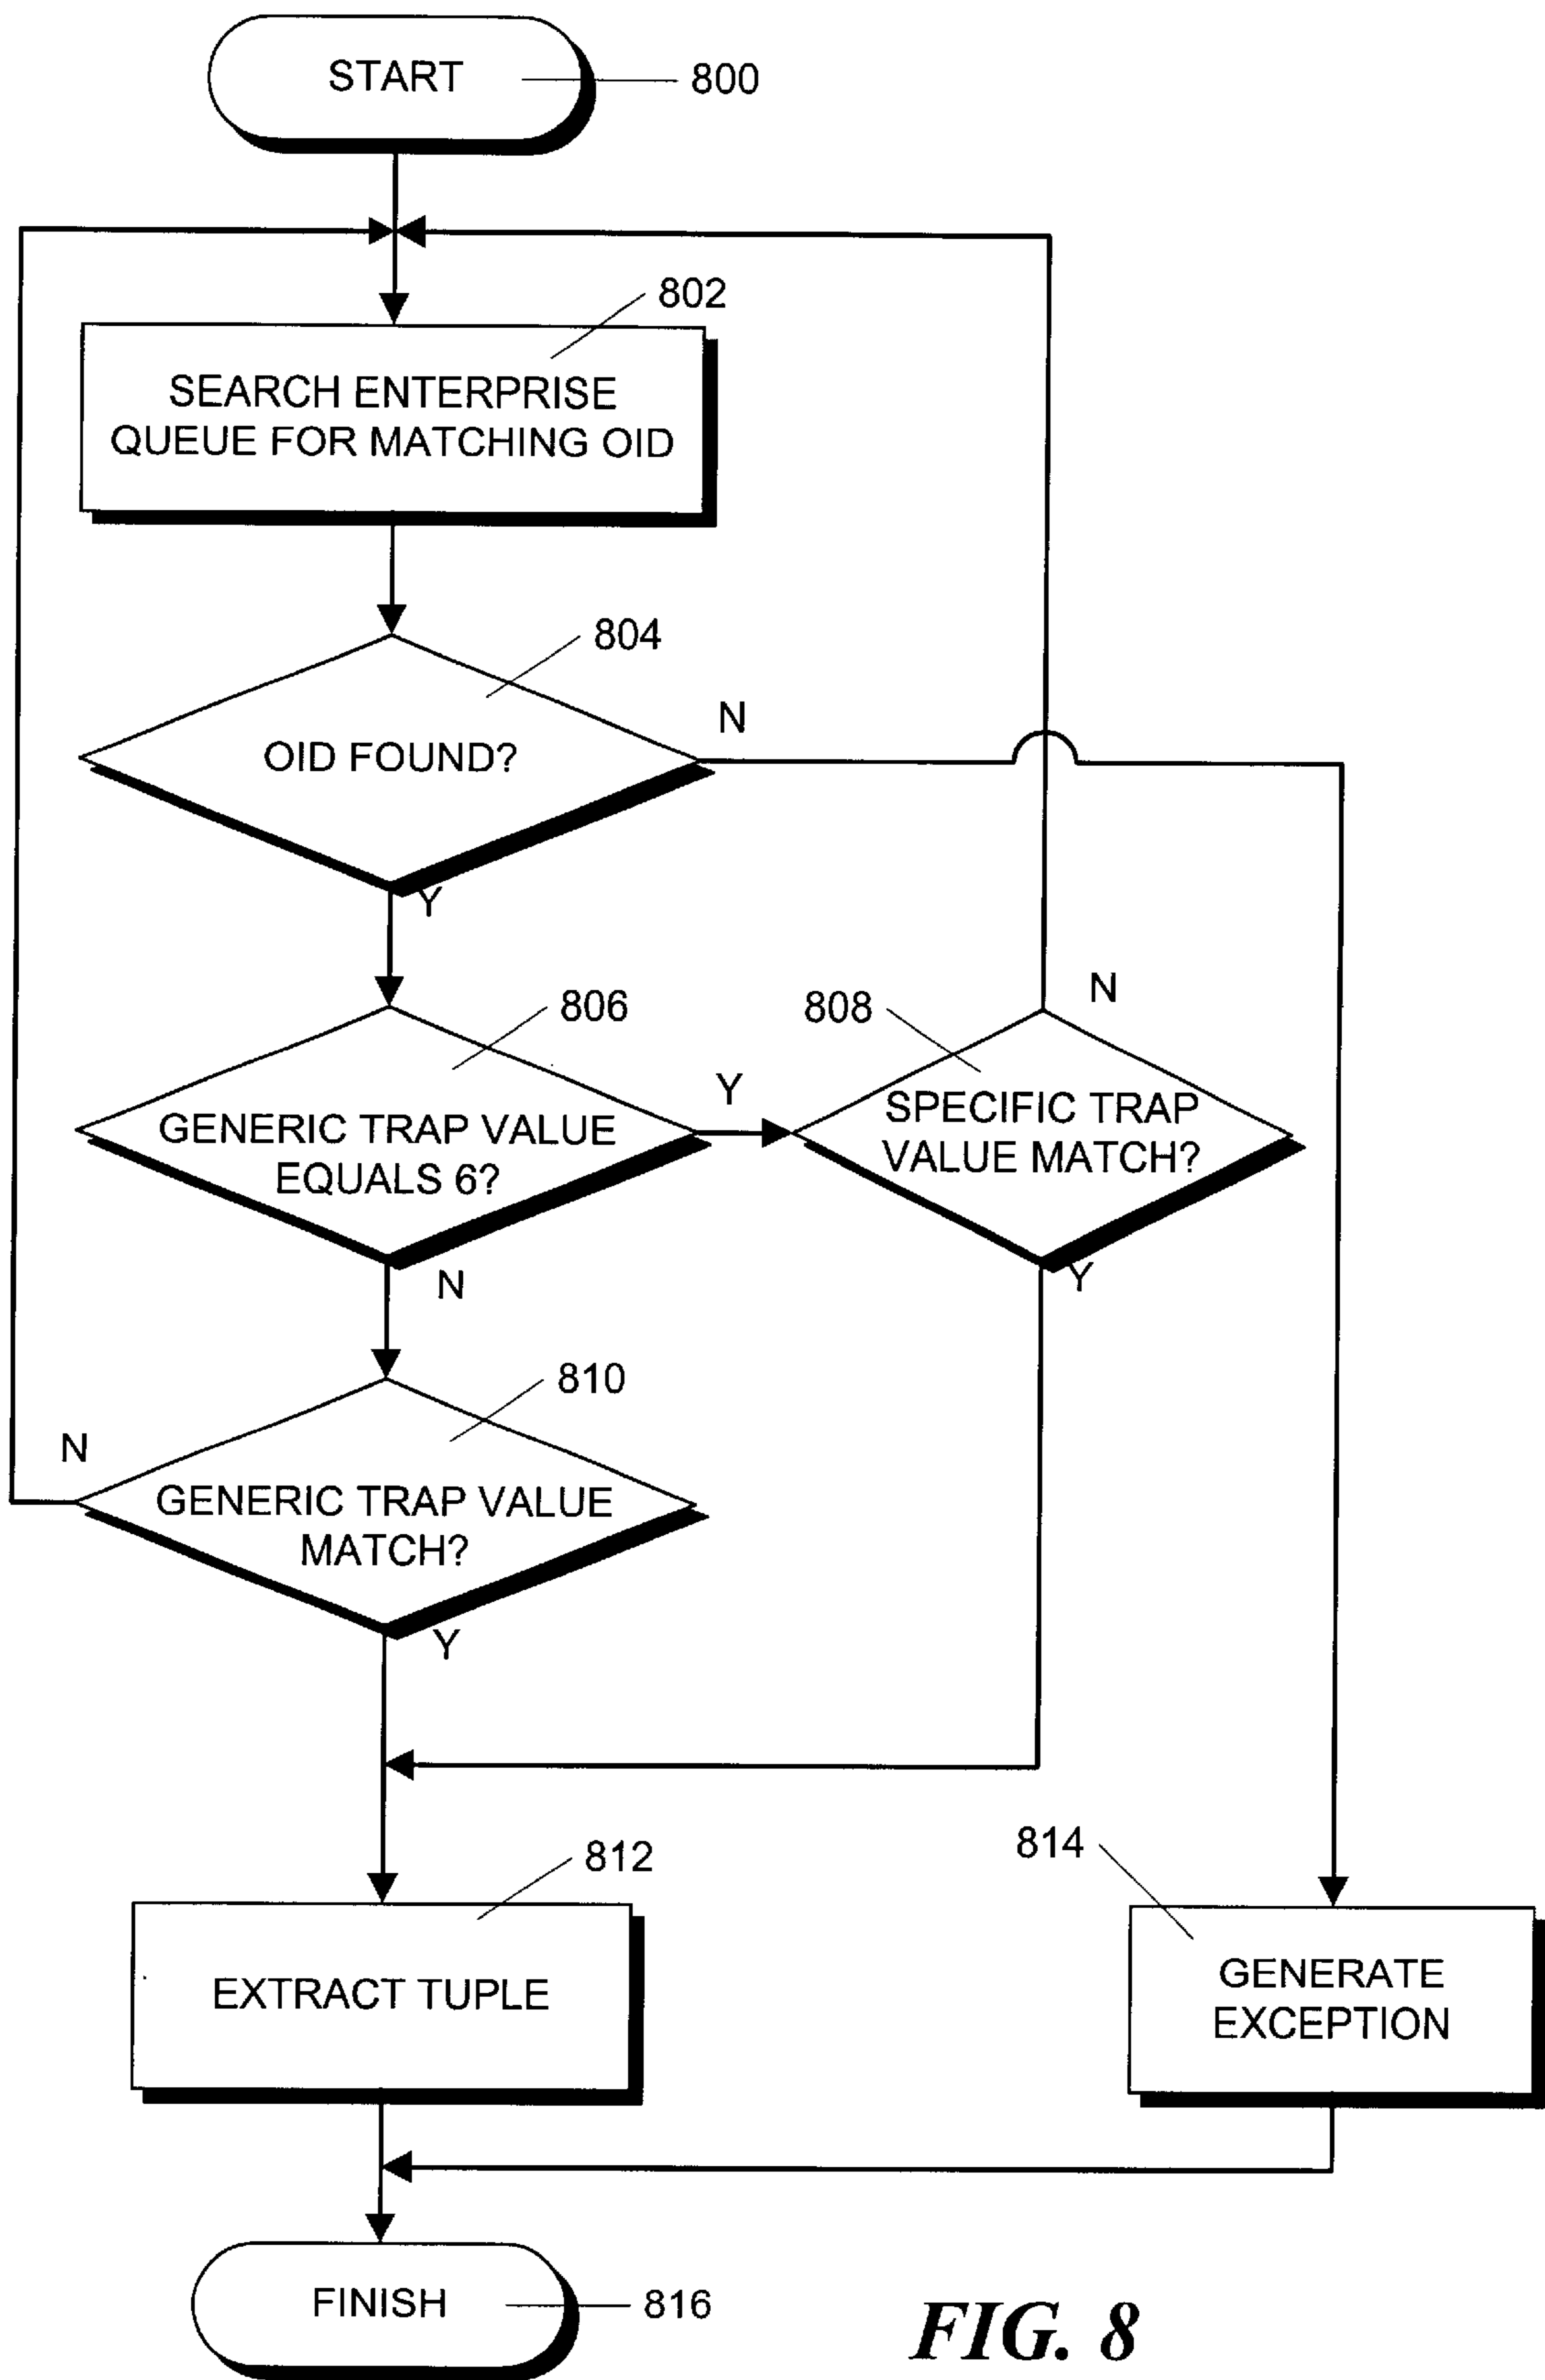 START
800
802
SEARCH ENTERPRISE
QUEUE FOR MATCHING OID
804
N
OID FOUND?
Y
806
808
N
Y
GENERIC TRAP VALUE
EQUALS 6?
SPECIFIC TRAP
VALUE MATCH?
N
Y
810
N
GENERIC TRAP VALUE
MATCH?
Y
812
814
EXTRACT TUPLE
GENERATE
EXCEPTION
FINISH
816
FIG. 8